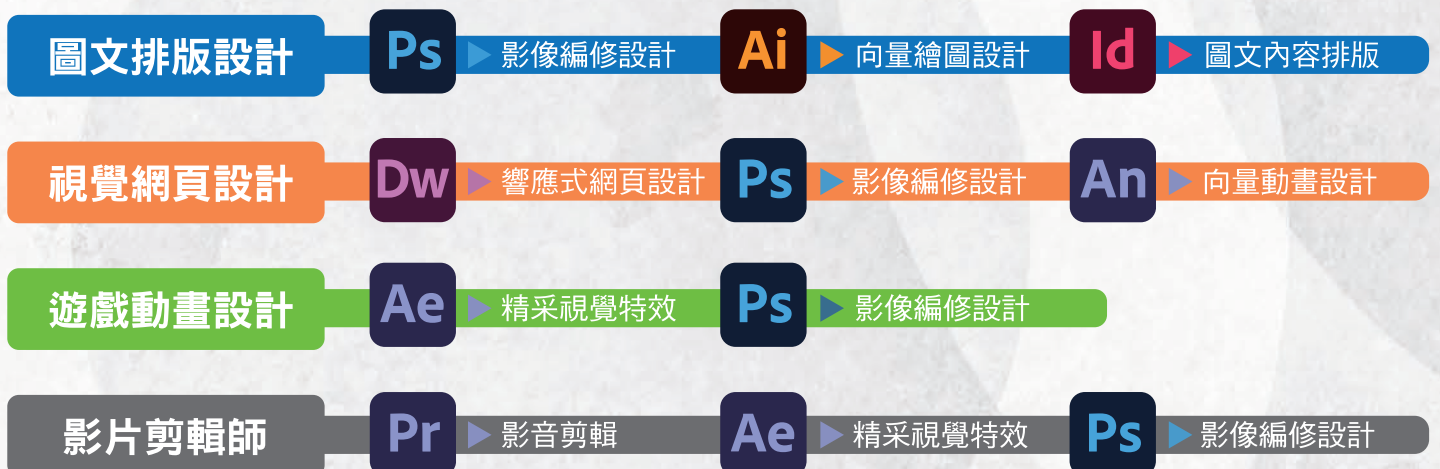 圖文排版設計 Ps 影像編修設計 Ai 向量繪圖設計 Id 圖文內容排版
視覺網頁設計 Dw 響應式網頁設計 Ps 影像編修設計 An 向量動畫設計
遊戲動畫設計 Ae 精采視覺特效 Ps 影像編修設計
影片剪輯師 Pr 影音剪輯 Ae 精采視覺特效 Ps 影像編修設計